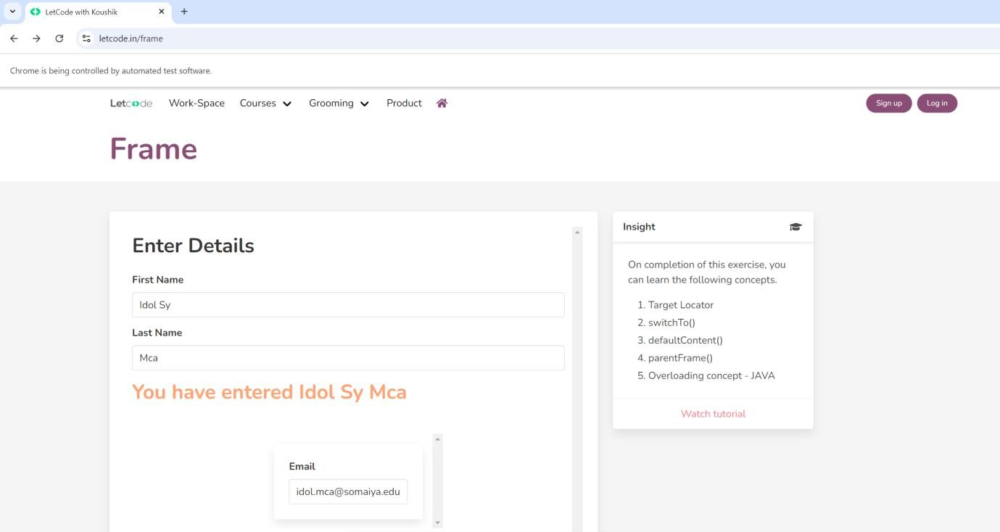 LetCode with Koushik
letcode.in/frame
Chrome is being controlled by automated test software.
Letcode Work-Space Courses Grooming Product Sign up Log in
Frame
Enter Details
First Name
Idol Sy
Last Name
Mca
You have entered Idol Sy Mca
Email
idol.mca@somaiya.edu
Insight
On completion of this exercise, you
can learn the following concepts.
1. Target Locator
2. switchTo()
3. defaultContent()
4. parentFrame()
5. Overloading concept - JAVA
Watch tutorial